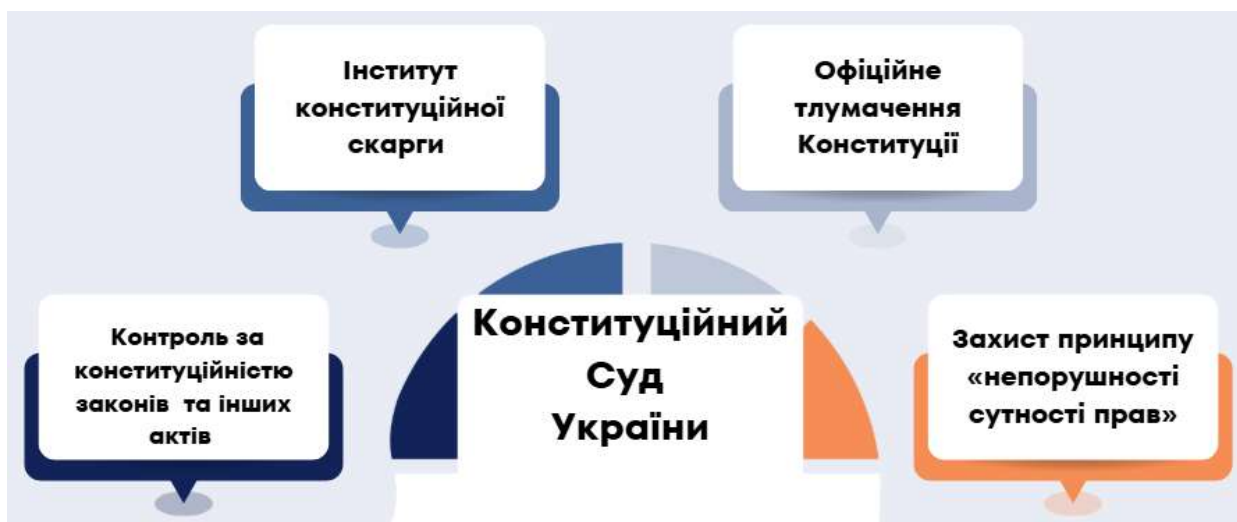 Інститут
конституційної
скарги
Офіційне
тлумачення
Конституції
Контроль за
конституційністю
законів та інших
актів
Конституційний
Суд
України
Захист принципу
«непорушності
сутності прав»